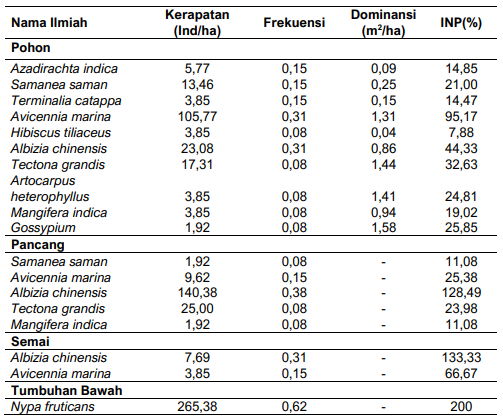 Nama Ilmiah Kerapatan (Ind/ha) Frekuensi Dominansi (m²/ha) INP(%)
Pohon
Azadirachta indica 5,77 0,15 0,09 14,85
Samanea saman 13,46 0,15 0,25 21,00
Terminalia catappa 3,85 0,15 0,15 14,47
Avicennia marina 105,77 0,31 1,31 95,17
Hibiscus tiliaceus 3,85 0,08 0,04 7,88
Albizia chinensis 23,08 0,31 0,86 44,33
Tectona grandis 17,31 0,08 1,44 32,63
Artocarpus
heterophyllus 3,85 0,08 1,41 24,81
Mangifera indica 3,85 0,08 0,94 19,02
Gossypium 1,92 0,08 1,58 25,85
Pancang
Samanea saman 1,92 0,08 - 11,08
Avicennia marina 9,62 0,15 - 25,38
Albizia chinensis 140,38 0,38 - 128,49
Tectona grandis 25,00 0,08 - 23,98
Mangifera indica 1,92 0,08 - 11,08
Semai
Albizia chinensis 7,69 0,31 133,33
Avicennia marina 3,85 0,15 - 66,67
Tumbuhan Bawah
Nypa fruticans 265,38 0,62 - 200